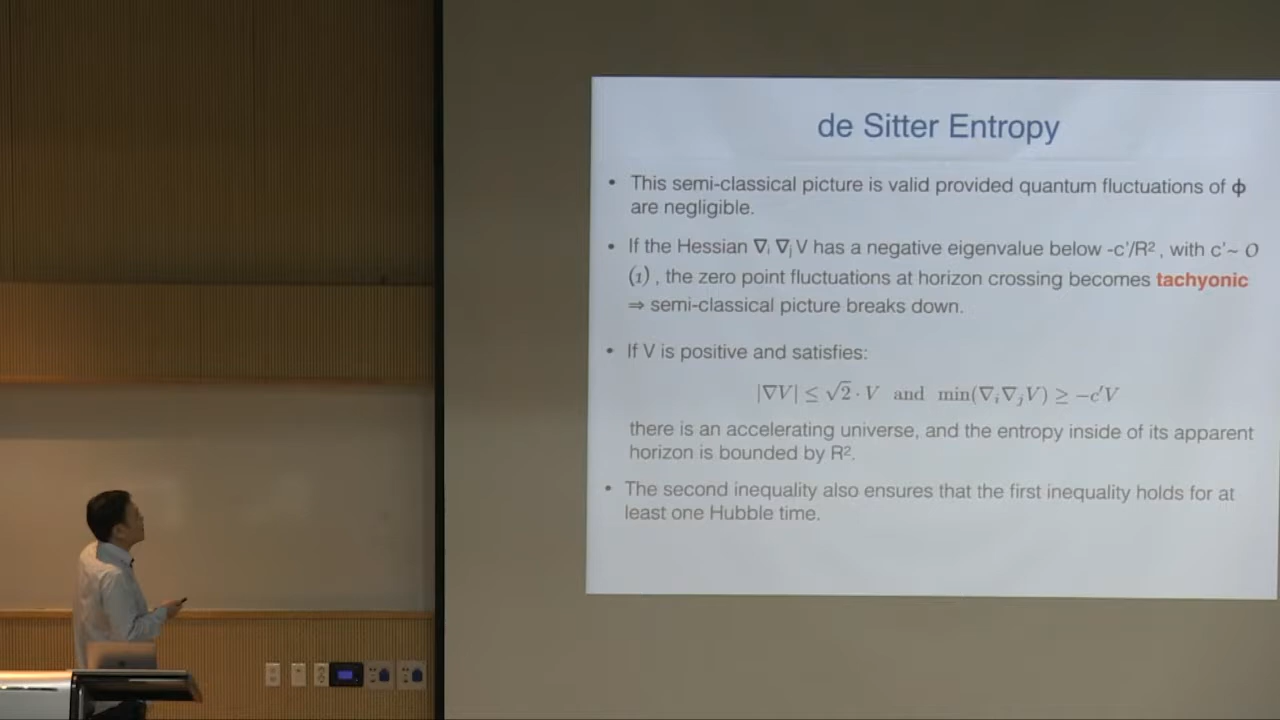 de Sitter Entropy
• This semi-classical picture is valid provided quantum fluctuations of ϕ
are negligible.
• If the Hessian ∇ᵢ ∇ⱼ V has a negative eigenvalue below -c'/R², with c'~ O
(1), the zero point fluctuations at horizon crossing becomes tachyonic
⇒ semi-classical picture breaks down.
• If V is positive and satisfies:
|∇V| ≤ √2 · V and min(∇ᵢ∇ⱼV) ≥ −c'V
there is an accelerating universe, and the entropy inside of its apparent
horizon is bounded by R².
• The second inequality also ensures that the first inequality holds for at
least one Hubble time.